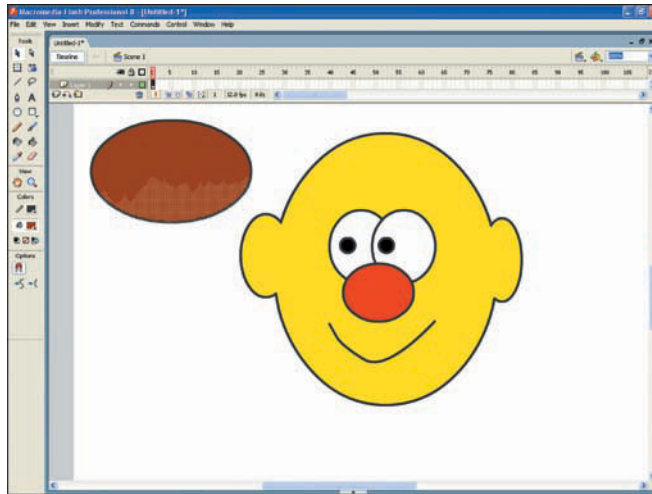 Macromedia Flash Professional 8 - [Untitled-1*]
File Edit View Insert Modify Text Commands Control Window Help
Tools
Untitled-1*
Timeline
Scene 1
5 10 15 20 25 30 35 40 45 50 55 60 65 70 75 80 85 90 95 100 105
Layer 1
1 12.0 fps 0.0s
View
Colors
Options